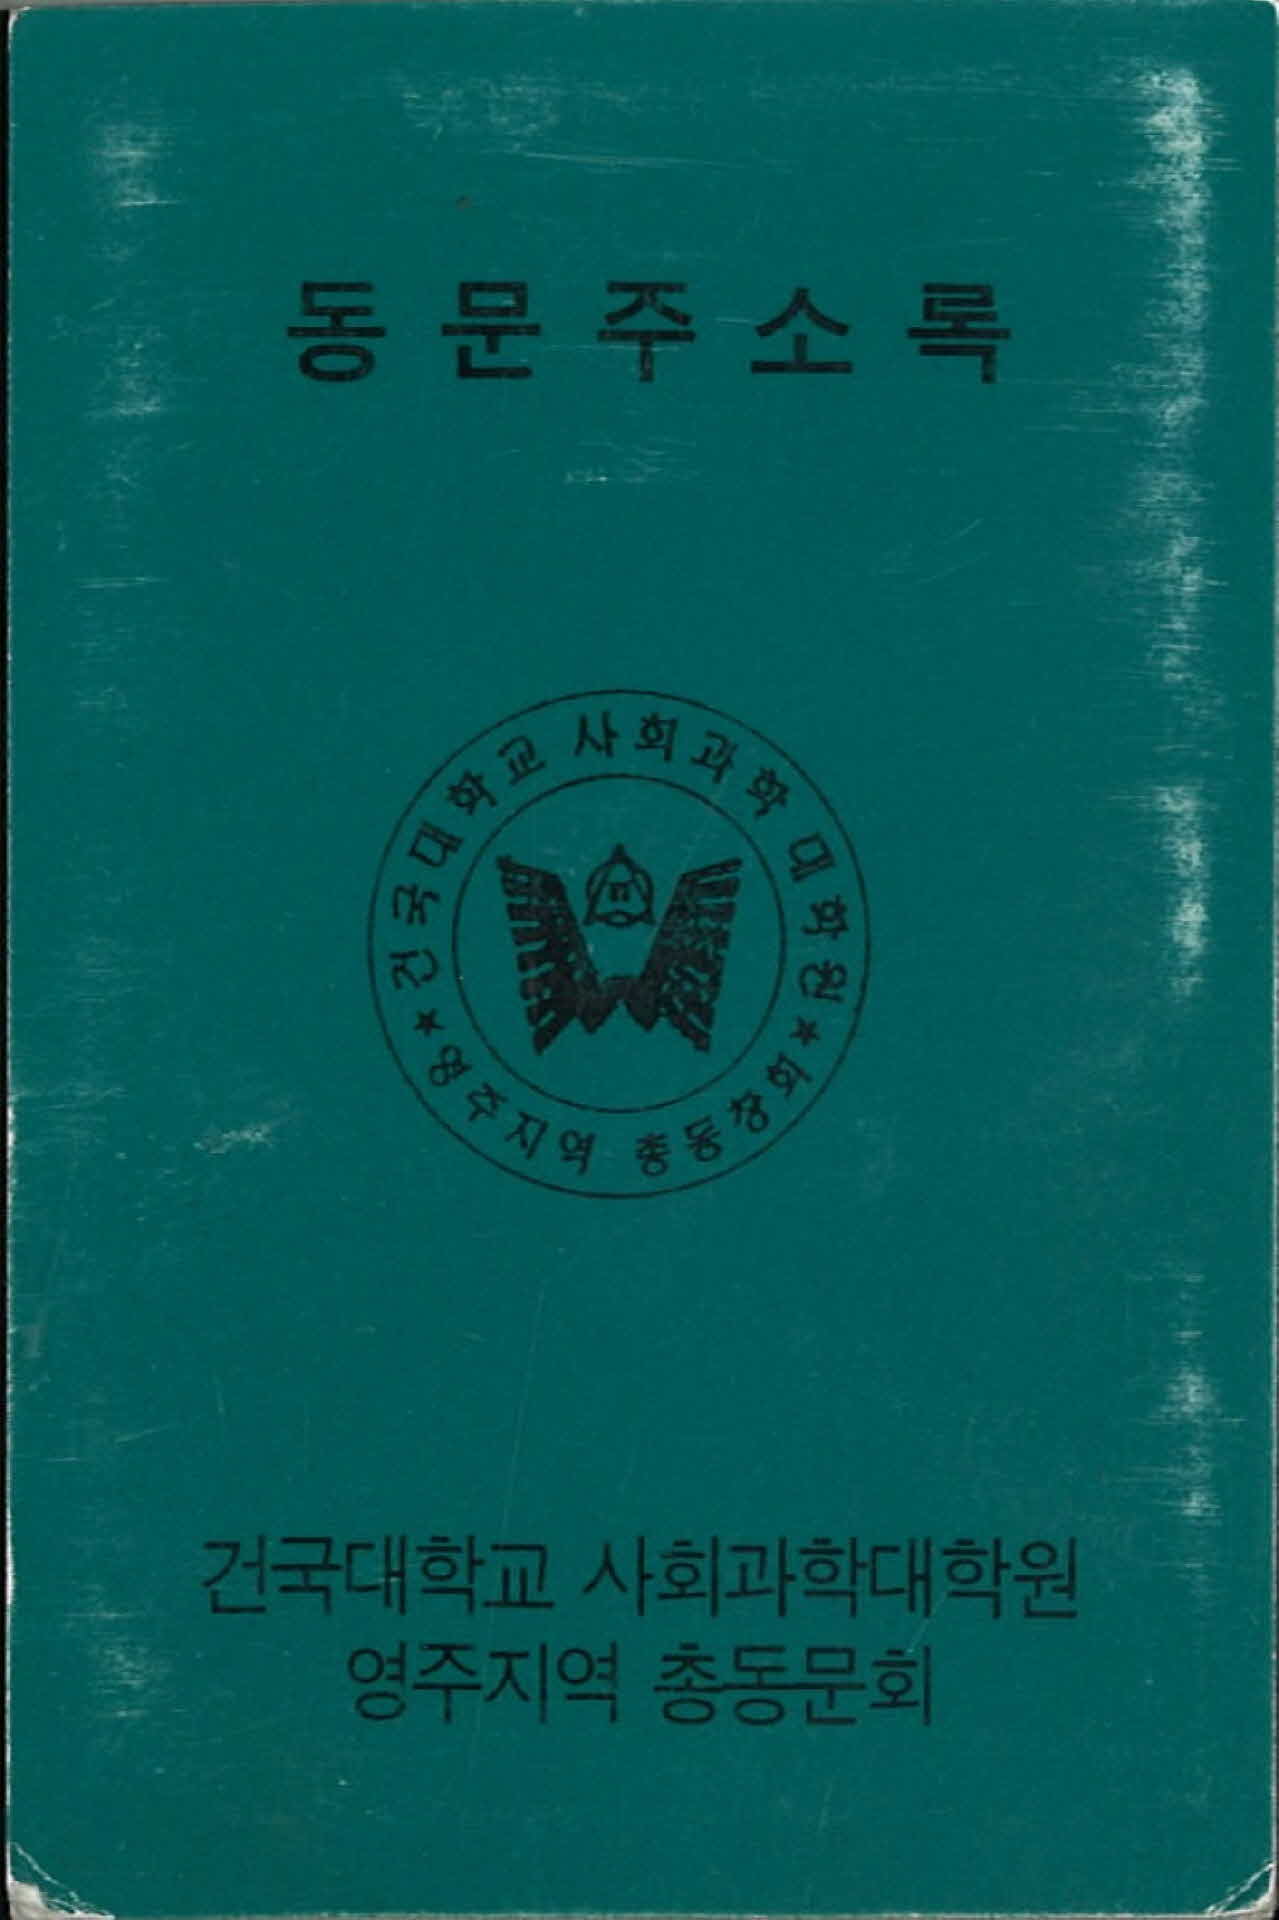 동문주소록
건국대학교 사회과학 대학원
★영주지역 총동창회★
건국대학교 사회과학대학원
영주지역 총동문회